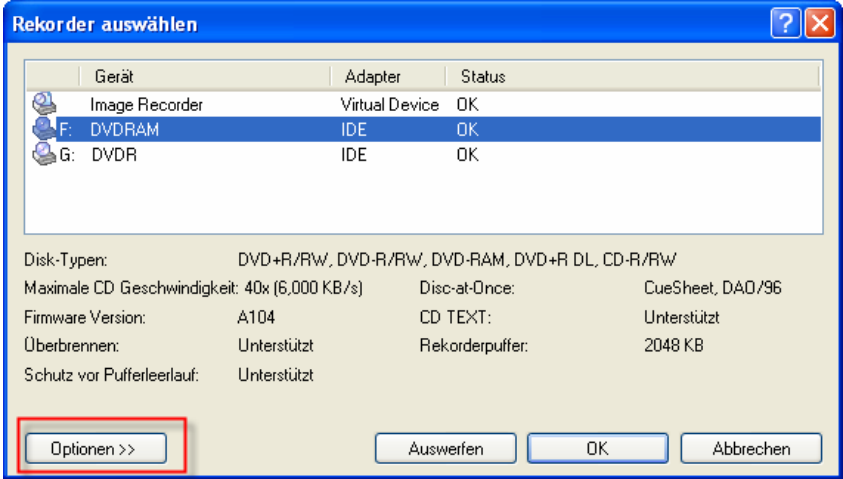 Rekorder auswählen
Gerät Adapter Status
Image Recorder Virtual Device OK
F: DVDRAM IDE OK
G: DVDR IDE OK
Disk-Typen: DVD+R/RW, DVD-R/RW, DVD-RAM, DVD+R DL, CD-R/RW
Maximale CD Geschwindigkeit: 40x (6,000 KB/s) Disc-at-Once: CueSheet, DAO/96
Firmware Version: A104 CD TEXT: Unterstützt
Überbrennen: Unterstützt Rekorderpuffer: 2048 KB
Schutz vor Pufferleerlauf: Unterstützt
Optionen >> Auswerfen OK Abbrechen